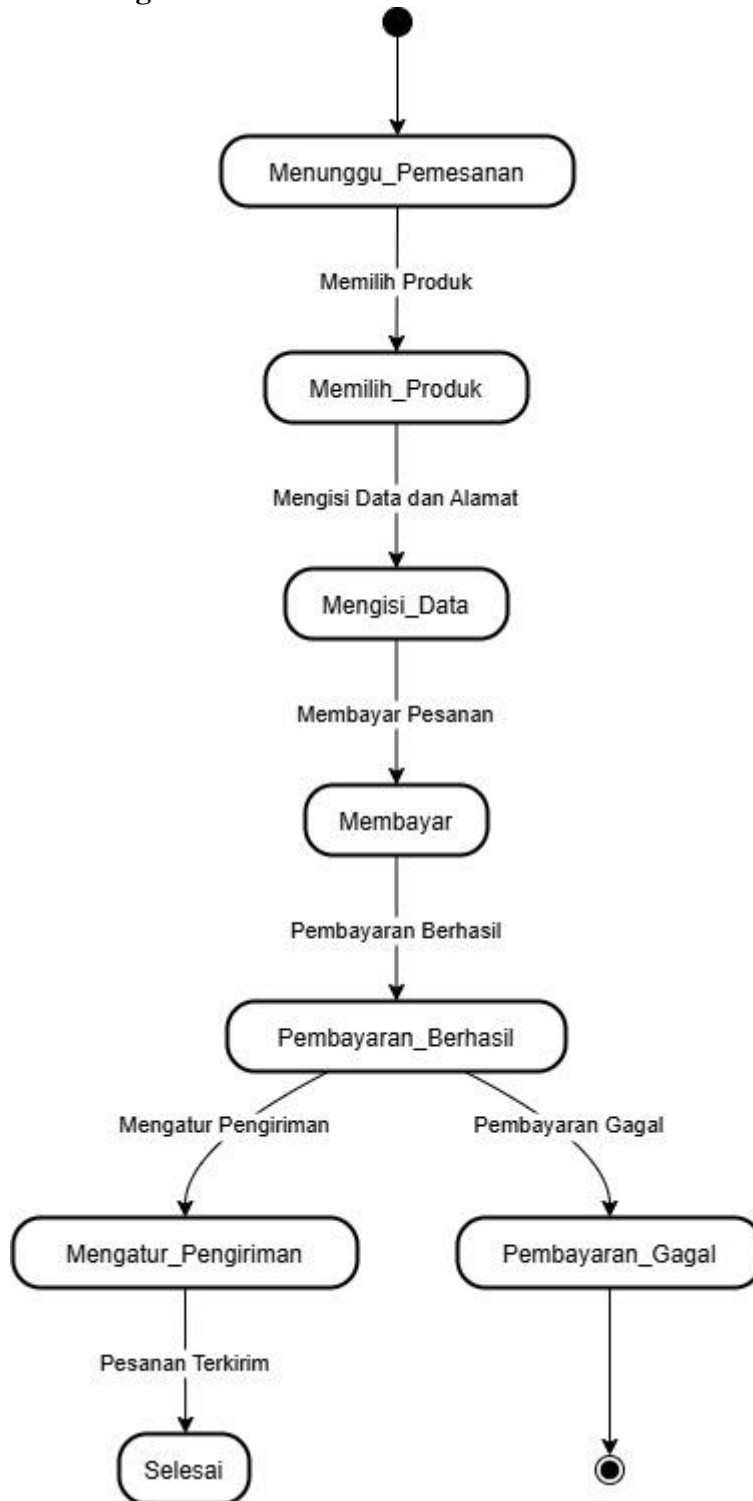 g
Menunggu_Pemesanan
Memilih Produk
Memilih_Produk
Mengisi Data dan Alamat
Mengisi_Data
Membayar Pesanan
Membayar
Pembayaran Berhasil
Pembayaran_Berhasil
Mengatur Pengiriman
Pembayaran Gagal
Mengatur_Pengiriman
Pembayaran_Gagal
Pesanan Terkirim
Selesai